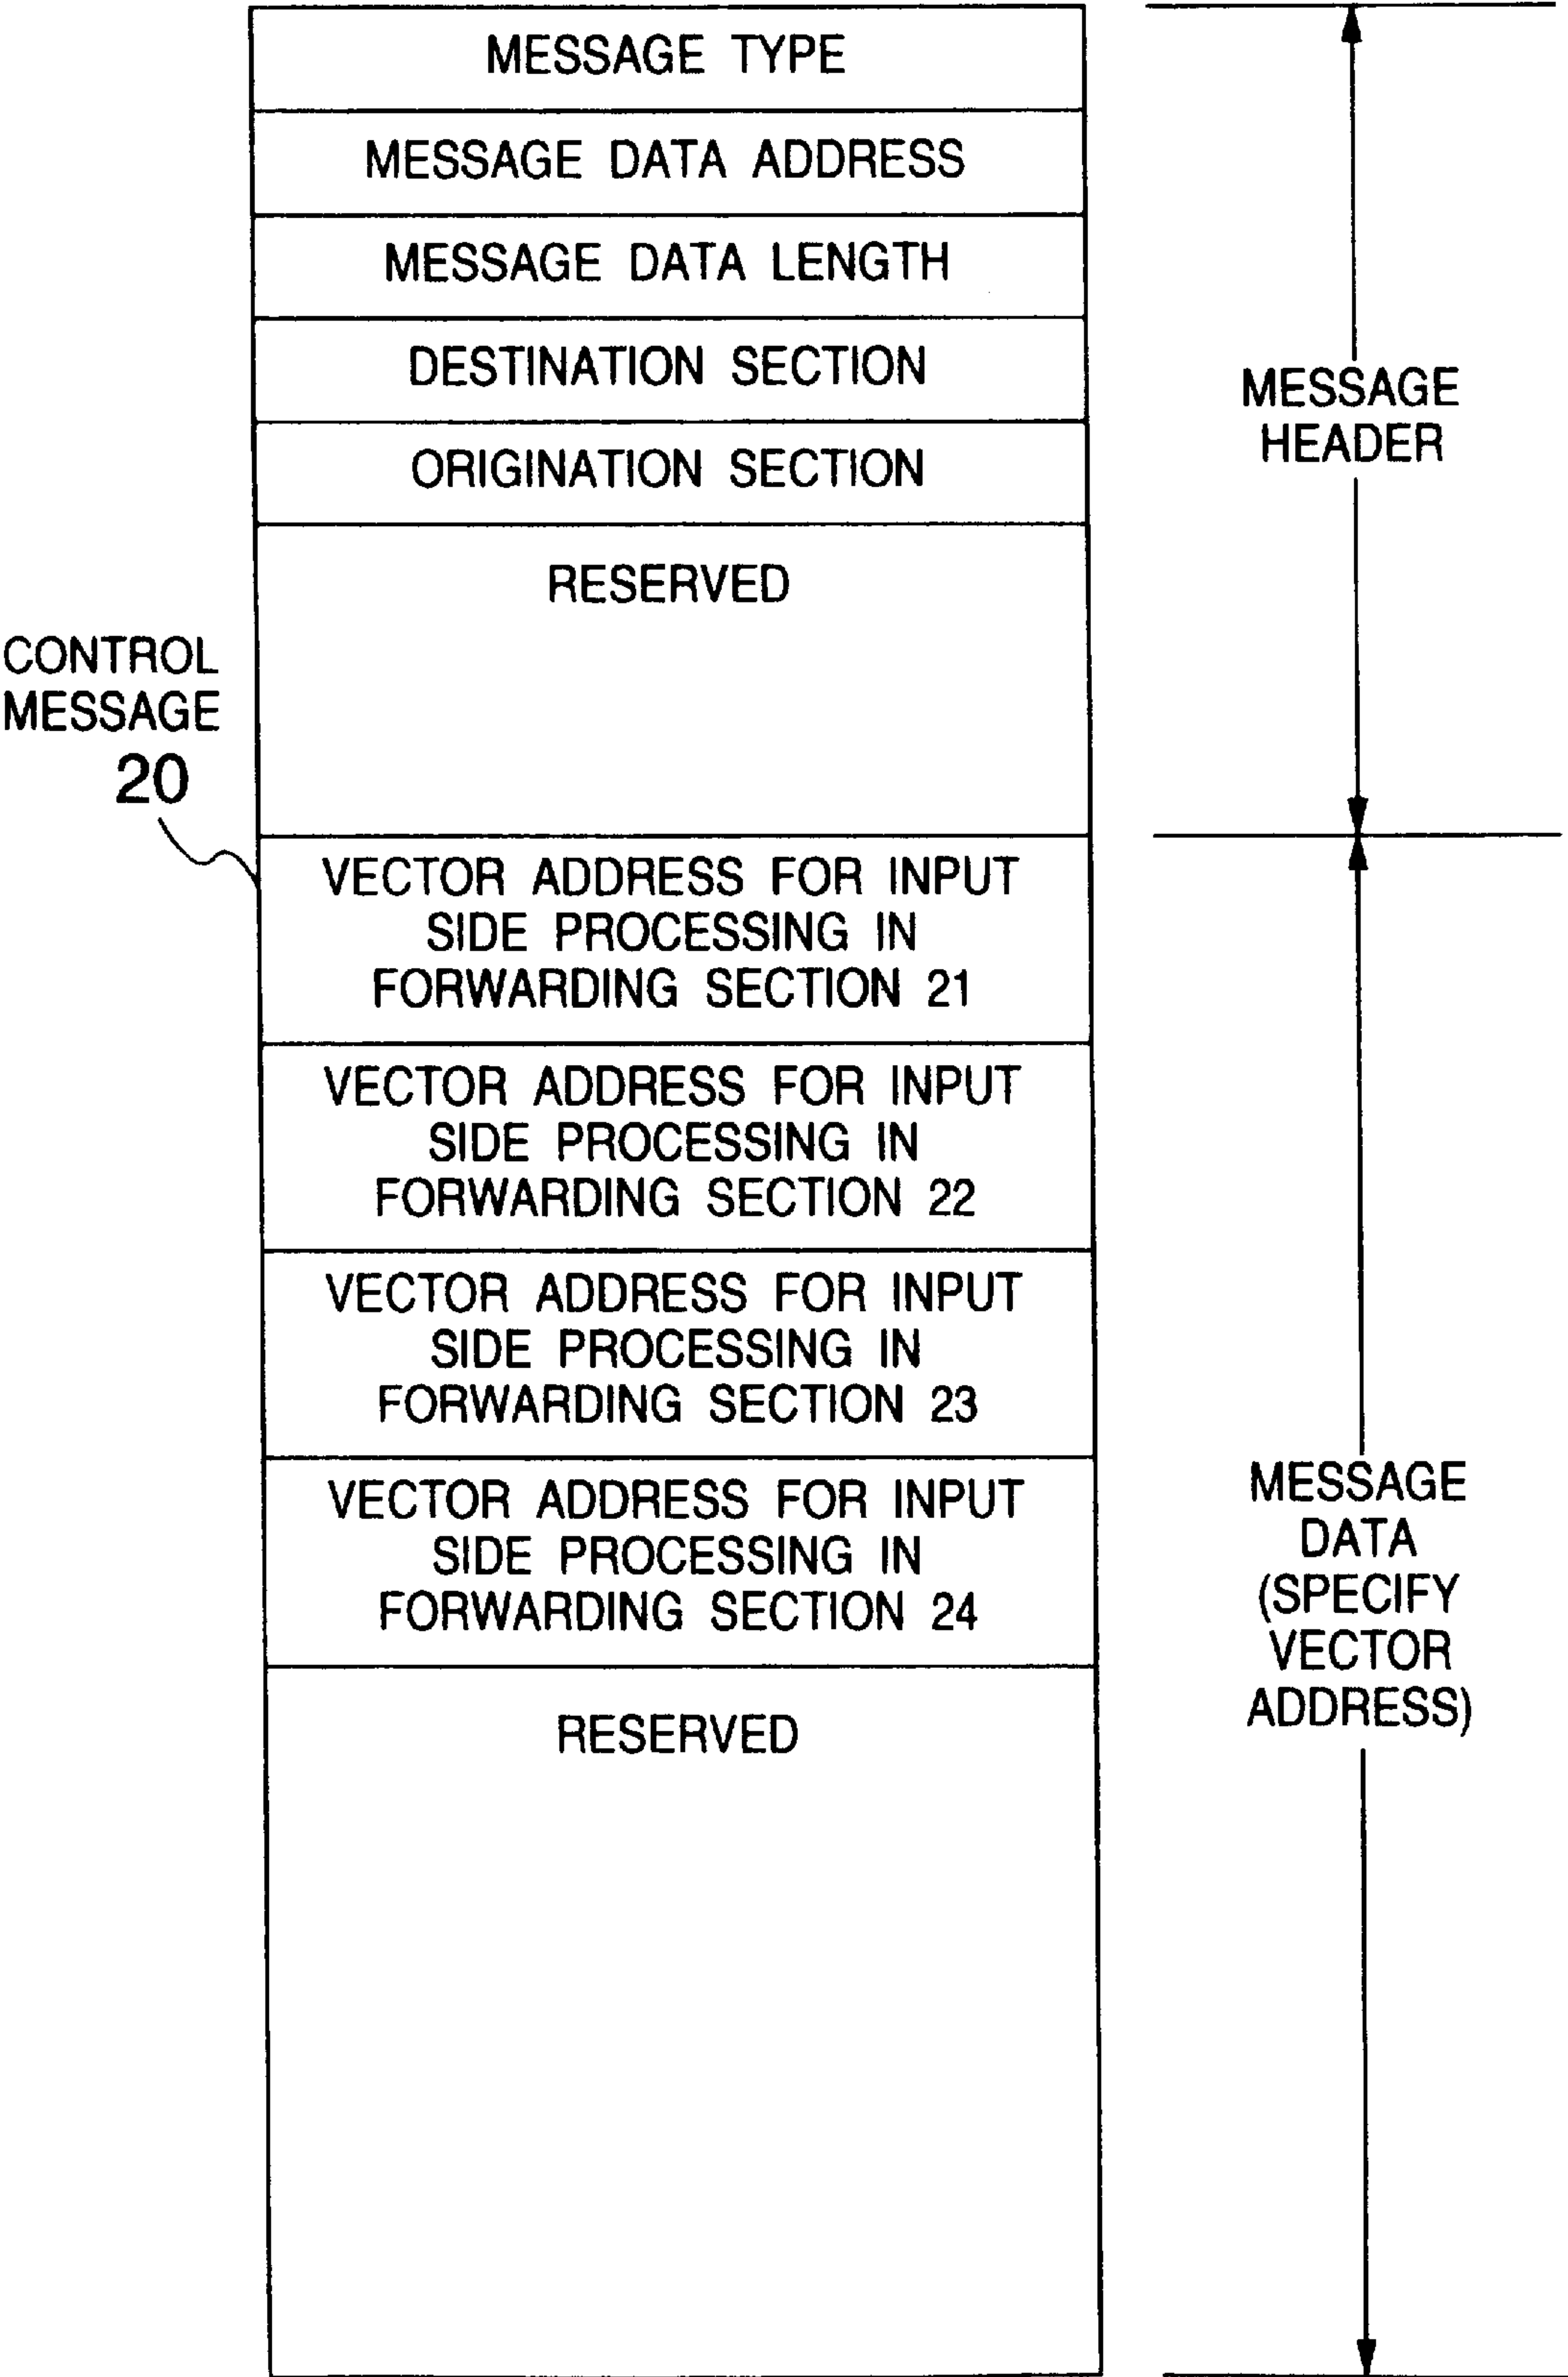 MESSAGE TYPE
MESSAGE DATA ADDRESS
MESSAGE DATA LENGTH
DESTINATION SECTION
ORIGINATION SECTION
RESERVED
MESSAGE
HEADER
CONTROL
MESSAGE
20
VECTOR ADDRESS FOR INPUT
SIDE PROCESSING IN
FORWARDING SECTION 21
VECTOR ADDRESS FOR INPUT
SIDE PROCESSING IN
FORWARDING SECTION 22
VECTOR ADDRESS FOR INPUT
SIDE PROCESSING IN
FORWARDING SECTION 23
VECTOR ADDRESS FOR INPUT
SIDE PROCESSING IN
FORWARDING SECTION 24
RESERVED
MESSAGE
DATA
(SPECIFY
VECTOR
ADDRESS)